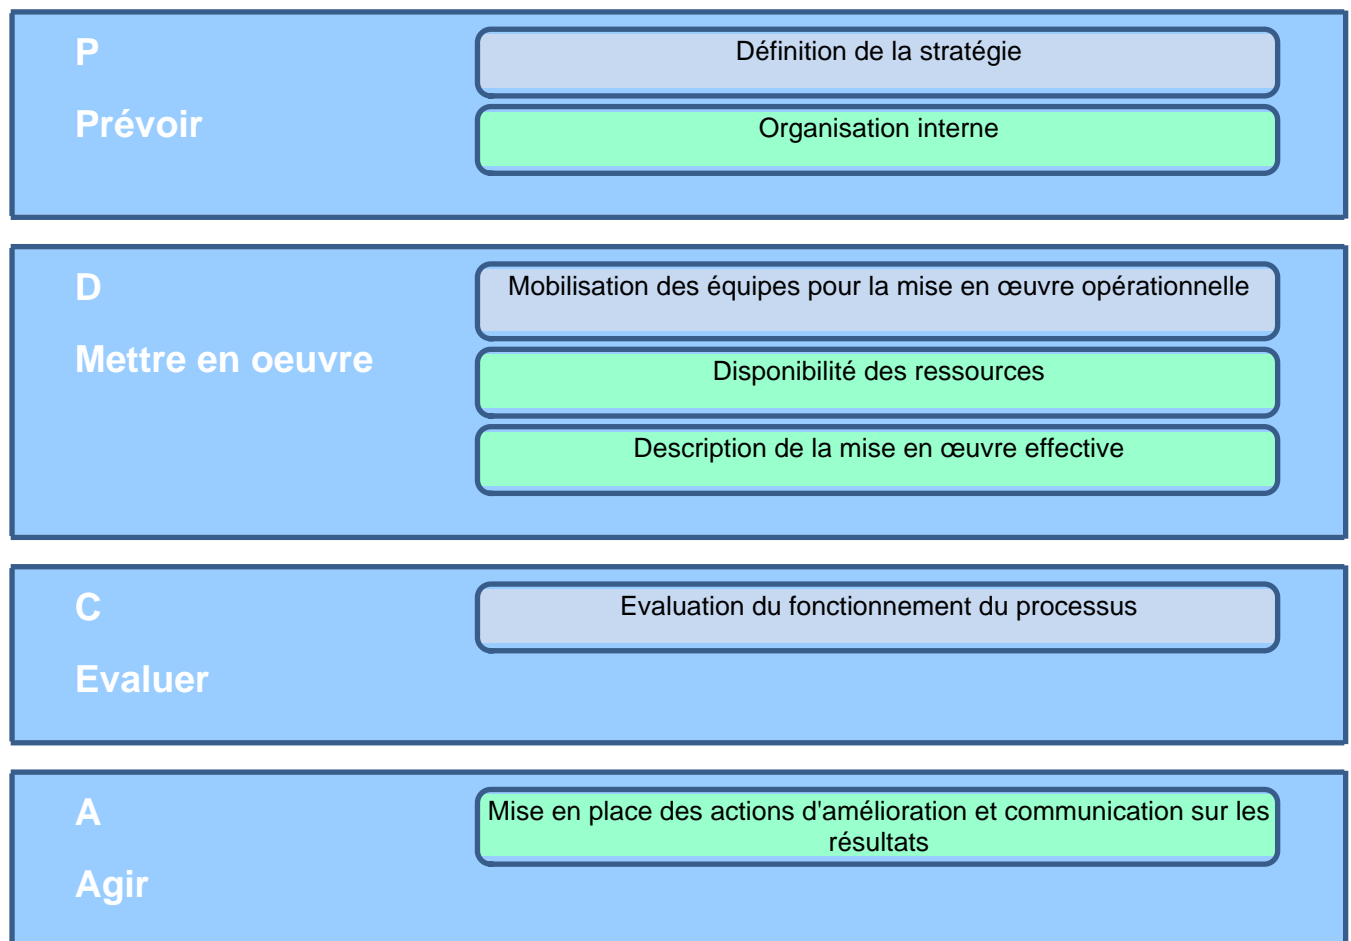 P
Prévoir
Définition de la stratégie
Organisation interne
D
Mettre en oeuvre
Mobilisation des équipes pour la mise en œuvre opérationnelle
Disponibilité des ressources
Description de la mise en œuvre effective
C
Evaluer
Evaluation du fonctionnement du processus
A
Agir
Mise en place des actions d'amélioration et communication sur les
résultats